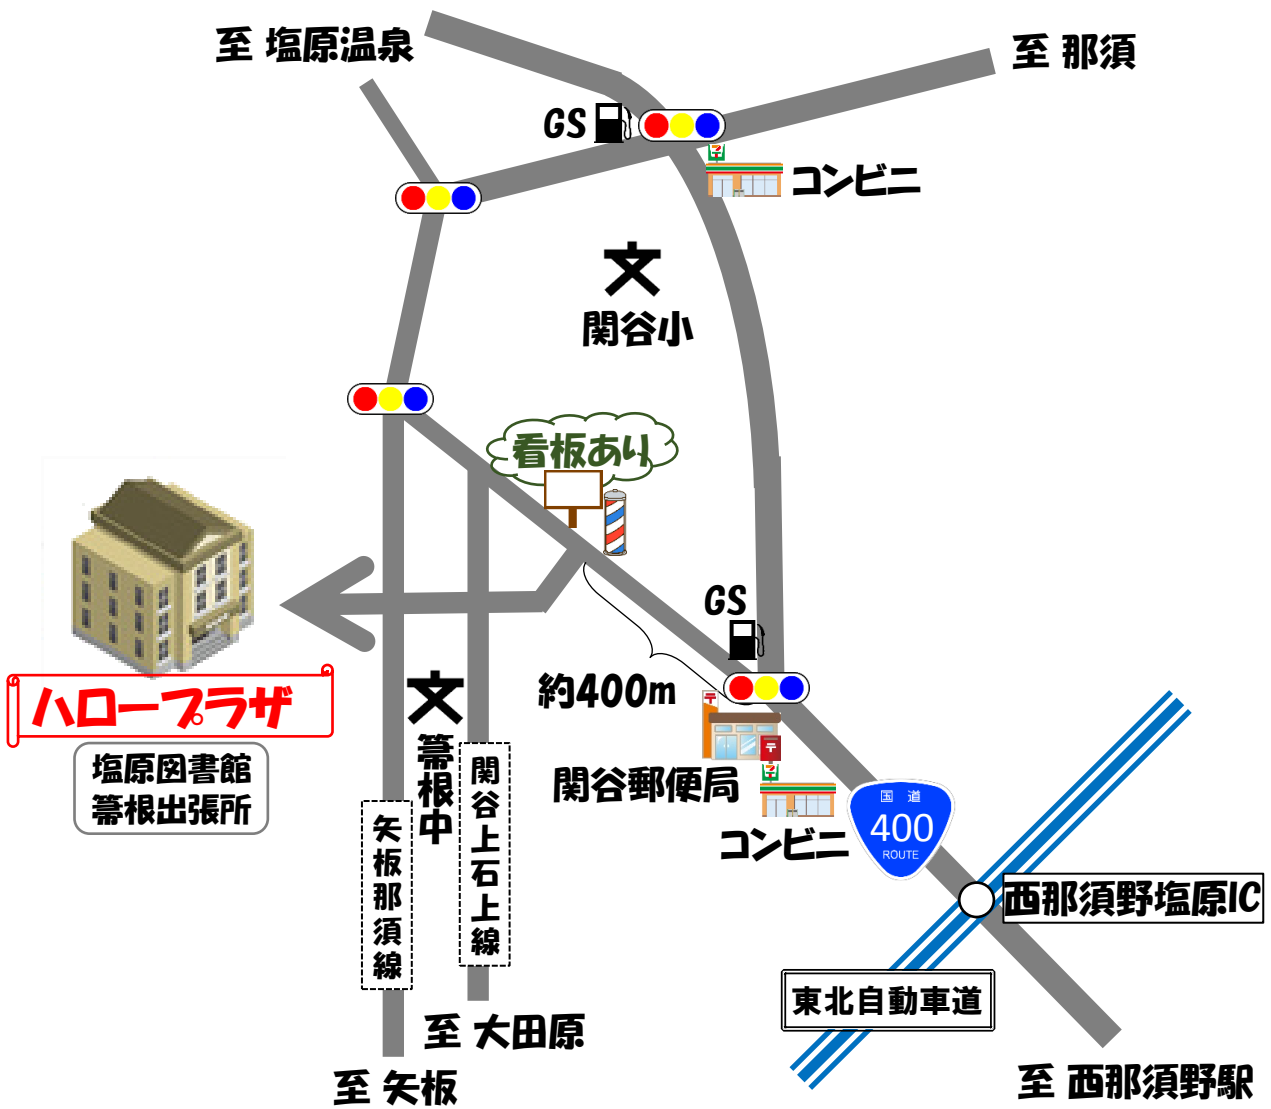 至 塩原温泉
至 那須
GS
コンビニ
文
関谷小
看板あり
GS
約400m
ハロープラザ
塩原図書館
箒根出張所
文
箒根中
関谷上石上線
矢板那須線
関谷郵便局
コンビニ
国道
400
ROUTE
西那須野塩原IC
東北自動車道
至 大田原
至 矢板
至 西那須野駅